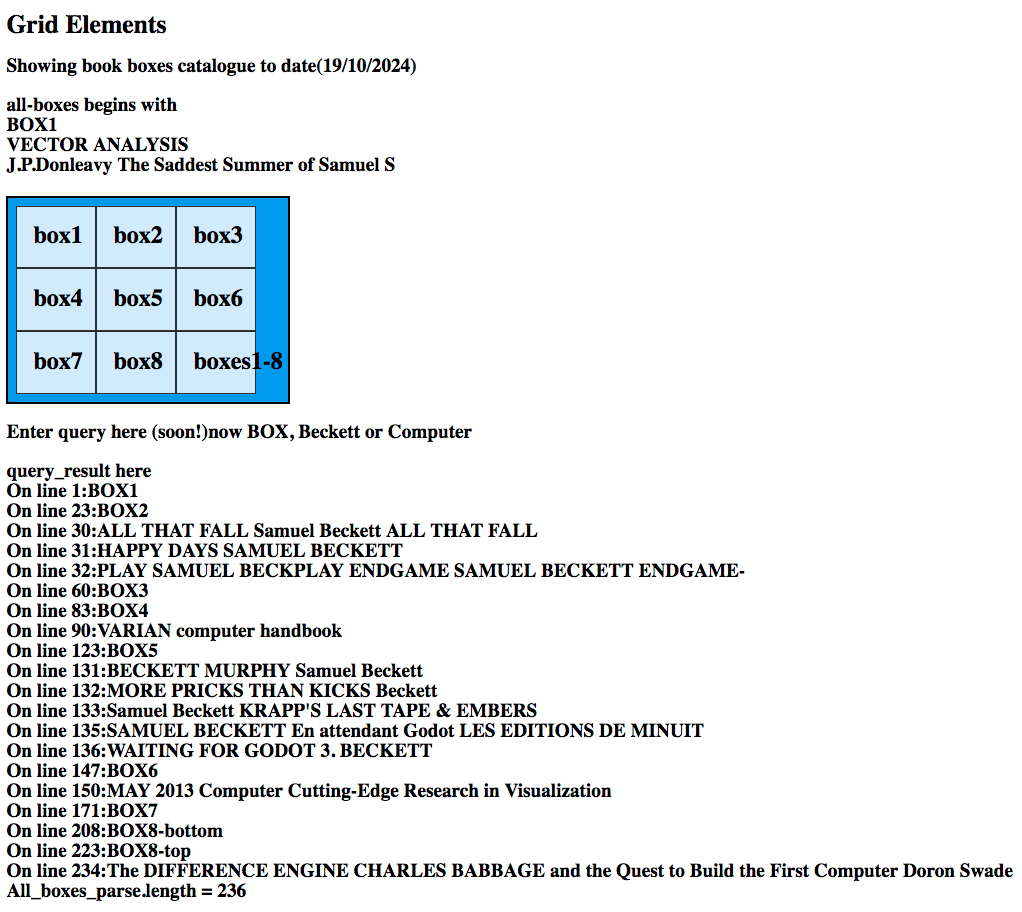 Grid Elements
Showing book boxes catalogue to date(19/10/2024)
all-boxes begins with
BOX1
VECTOR ANALYSIS
J.P.Donleavy The Saddest Summer of Samuel S
box1 box2 box3
box4 box5 box6
box7 box8 boxes1-8
Enter query here (soon!)now BOX, Beckett or Computer
query_result here
On line 1:BOX1
On line 23:BOX2
On line 30:ALL THAT FALL Samuel Beckett ALL THAT FALL
On line 31:HAPPY DAYS SAMUEL BECKETT
On line 32:PLAY SAMUEL BECKPLAY ENDGAME SAMUEL BECKETT ENDGAME-
On line 60:BOX3
On line 83:BOX4
On line 90:VARIAN computer handbook
On line 123:BOX5
On line 131:BECKETT MURPHY Samuel Beckett
On line 132:MORE PRICKS THAN KICKS Beckett
On line 133:Samuel Beckett KRAPP'S LAST TAPE & EMBERS
On line 135:SAMUEL BECKETT En attendant Godot LES EDITIONS DE MINUIT
On line 136:WAITING FOR GODOT 3. BECKETT
On line 147:BOX6
On line 150:MAY 2013 Computer Cutting-Edge Research in Visualization
On line 171:BOX7
On line 208:BOX8-bottom
On line 223:BOX8-top
On line 234:The DIFFERENCE ENGINE CHARLES BABBAGE and the Quest to Build the First Computer Doron Swade
All_boxes_parse.length = 236